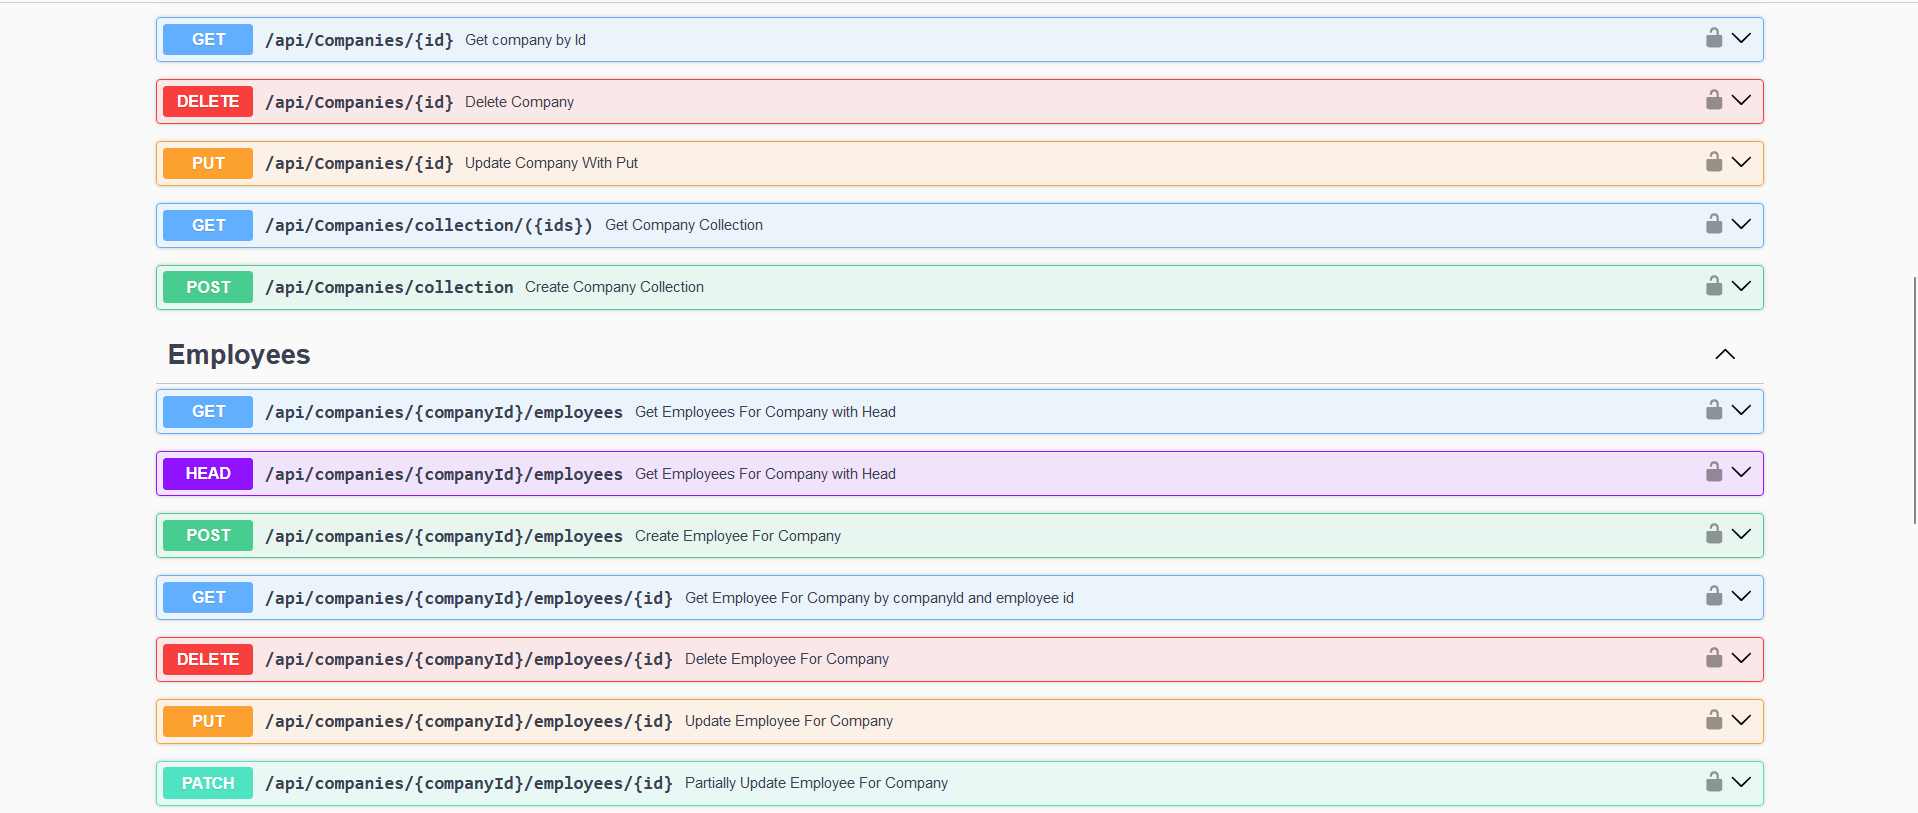 GET /api/Companies/{id} Get company by Id
DELETE /api/Companies/{id} Delete Company
PUT /api/Companies/{id} Update Company With Put
GET /api/Companies/collection/({ids}) Get Company Collection
POST /api/Companies/collection Create Company Collection
Employees
GET /api/companies/{companyId}/employees Get Employees For Company with Head
HEAD /api/companies/{companyId}/employees Get Employees For Company with Head
POST /api/companies/{companyId}/employees Create Employee For Company
GET /api/companies/{companyId}/employees/{id} Get Employee For Company by companyId and employee id
DELETE /api/companies/{companyId}/employees/{id} Delete Employee For Company
PUT /api/companies/{companyId}/employees/{id} Update Employee For Company
PATCH /api/companies/{companyId}/employees/{id} Partially Update Employee For Company